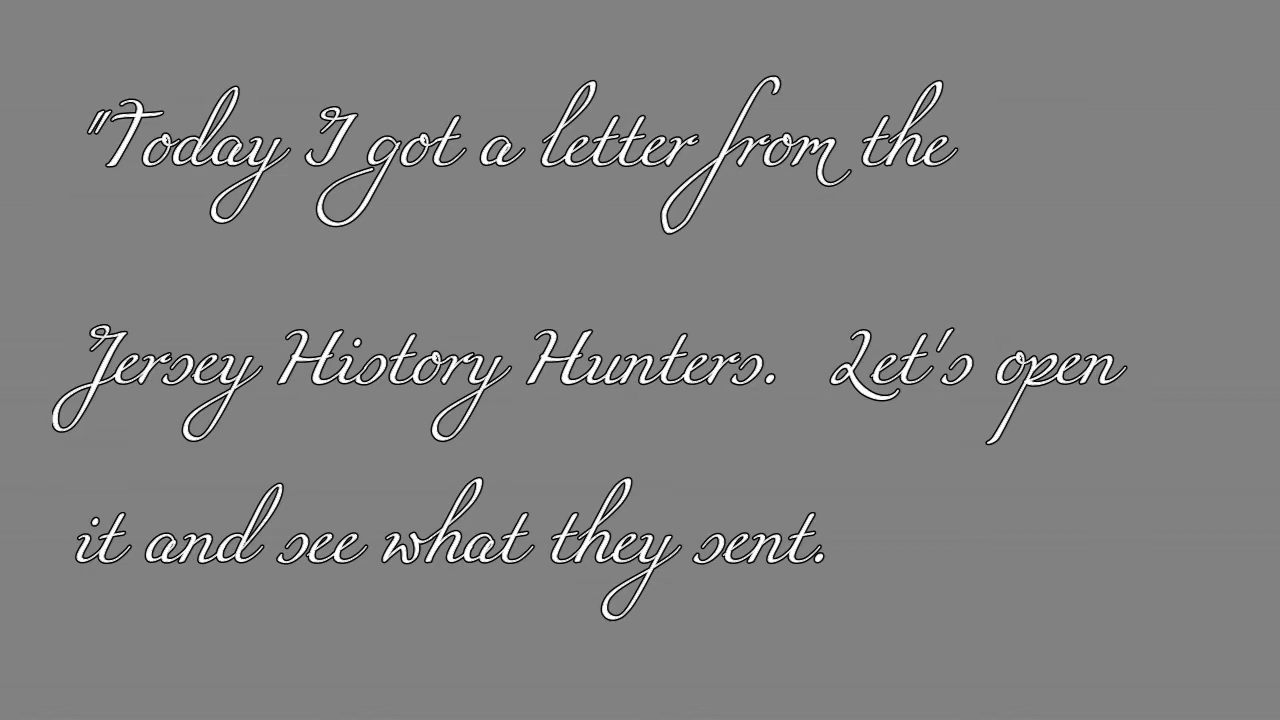 "Today I got a letter from the
Jersey History Hunters.  Let's open
it and see what they sent.